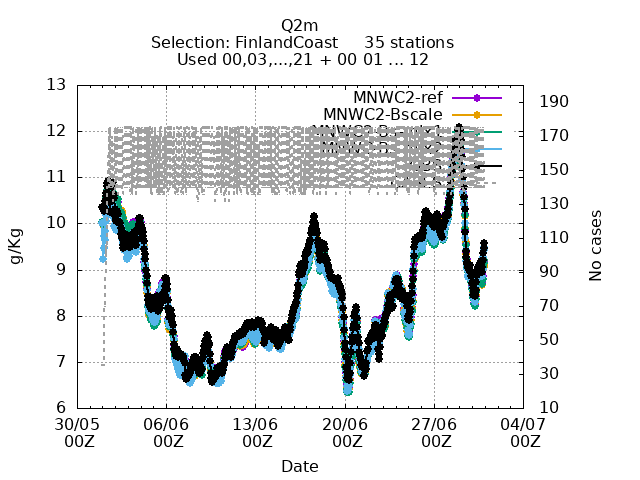 Q2m
Selection: FinlandCoast 35 stations
Used 00,03,...,21 + 00 01 ... 12
MNWC2-ref
MNWC2-Bscale
g/Kg
13
12
11
10
9
8
7
6
No cases
190
170
150
130
110
90
70
50
30
10
30/05 06/06 13/06 20/06 27/06 04/07
00Z 00Z 00Z 00Z 00Z 00Z
Date